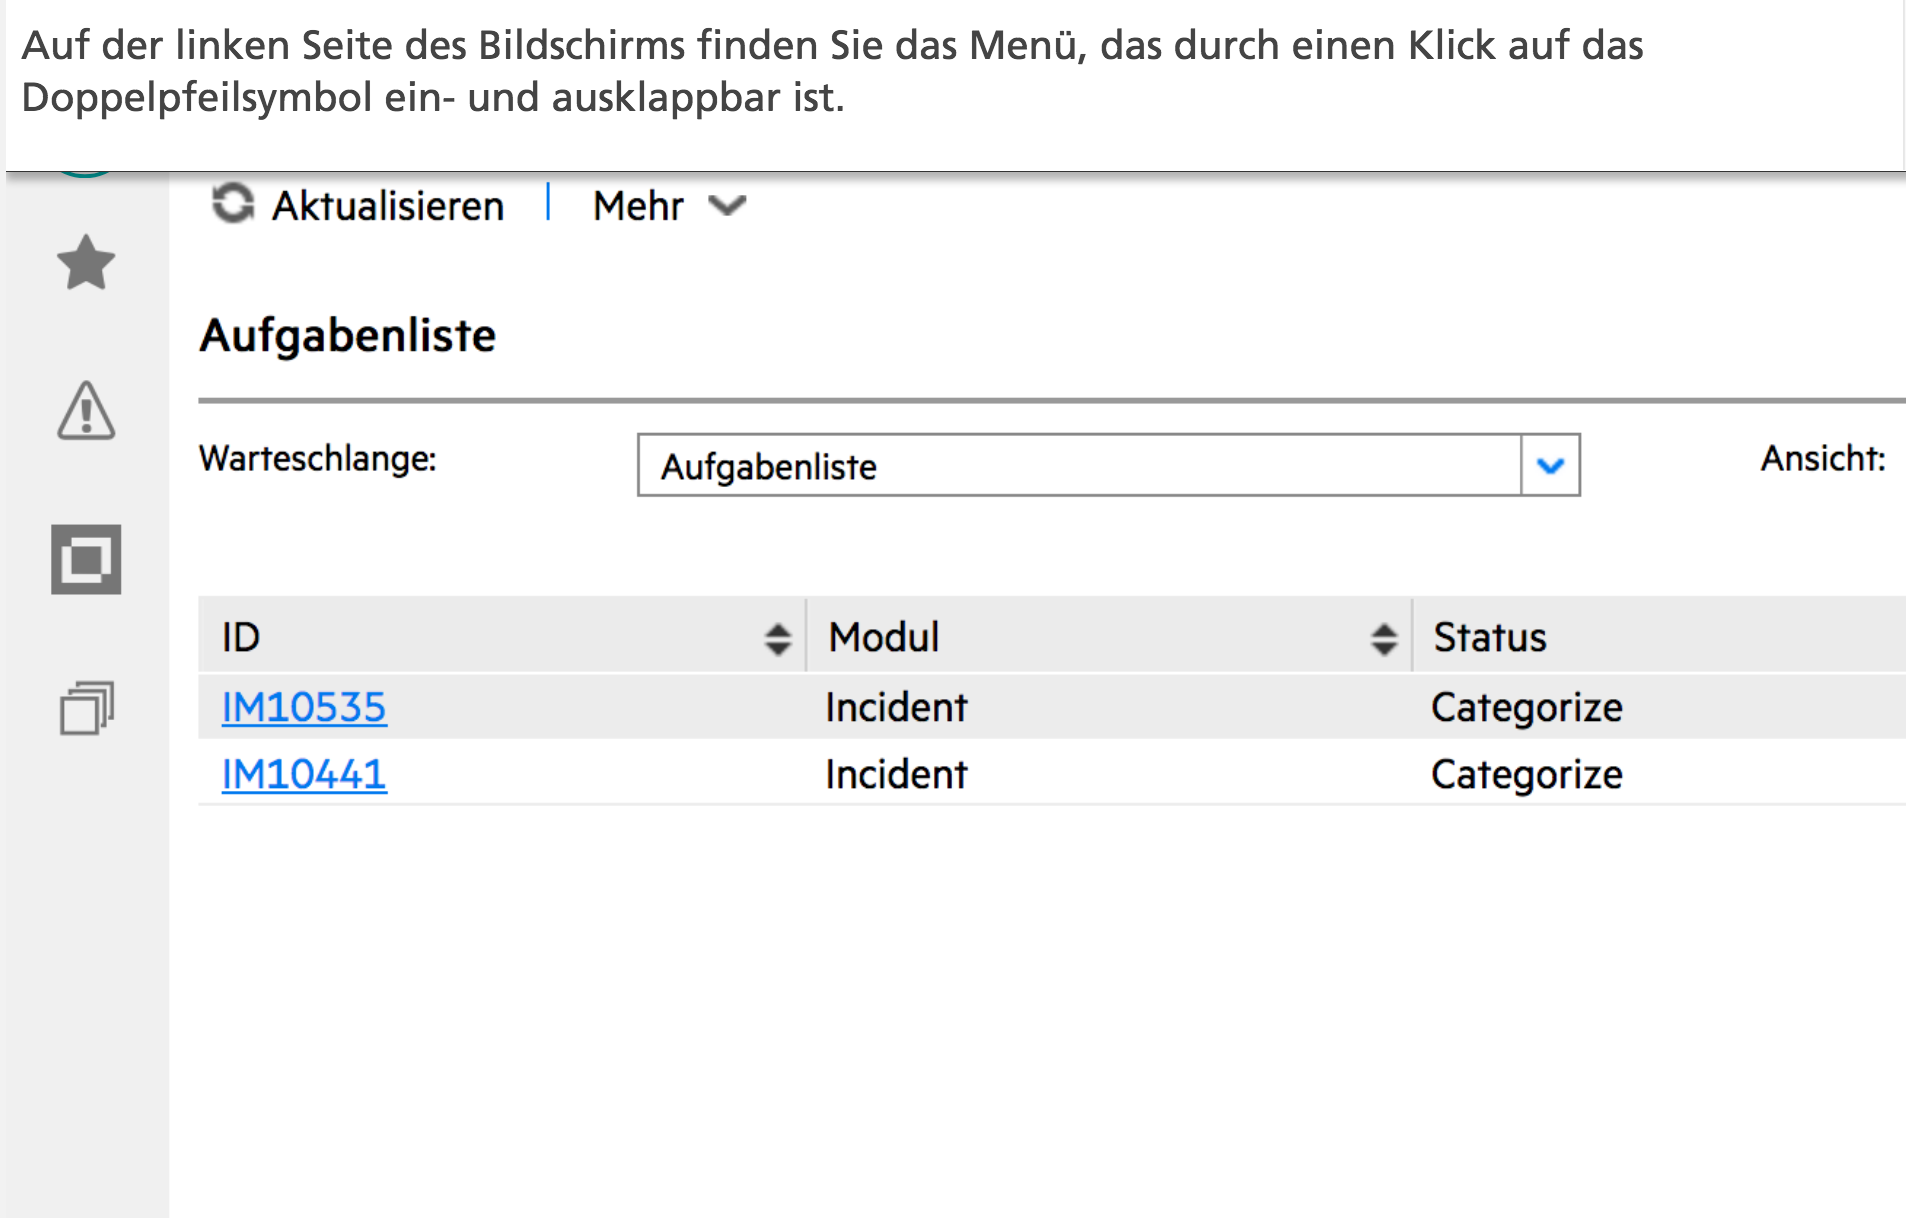 Auf der linken Seite des Bildschirms finden Sie das Menü, das durch einen Klick auf das
Doppelpfeilsymbol ein- und ausklappbar ist.
Aktualisieren | Mehr
Aufgabenliste
Warteschlange: Aufgabenliste Ansicht:
ID Modul Status
IM10535 Incident Categorize
IM10441 Incident Categorize